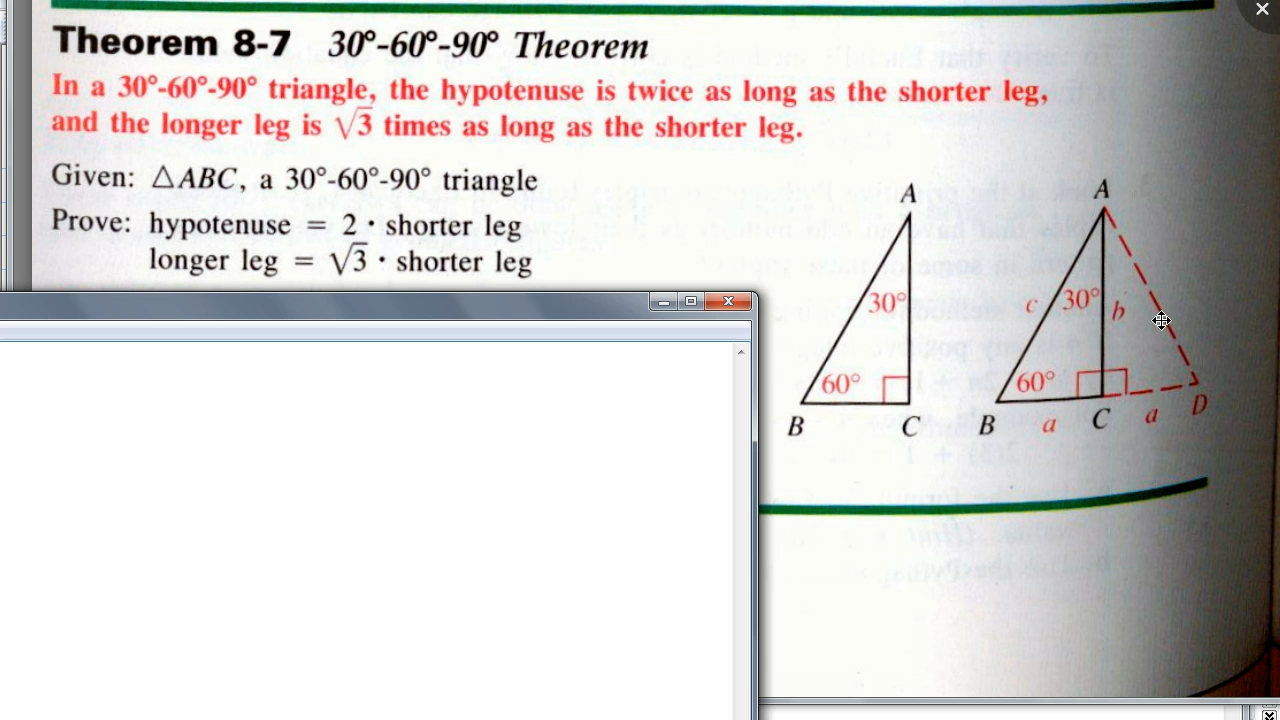 Theorem 8-7 30°-60°-90° Theorem
In a 30°-60°-90° triangle, the hypotenuse is twice as long as the shorter leg,
and the longer leg is √3 times as long as the shorter leg.
Given: △ABC, a 30°-60°-90° triangle
Prove: hypotenuse = 2 · shorter leg
longer leg = √3 · shorter leg
A
30°
60°
B
C
A
c
30°
b
60°
B
a
C
a
D